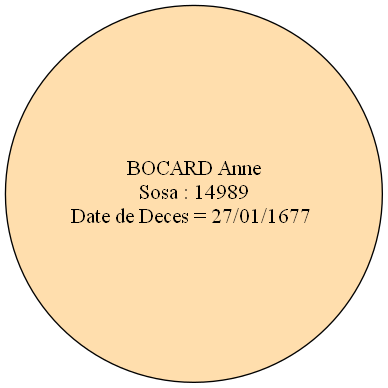 BOCARD Anne
Sosa : 14989
Date de Deces = 27/01/1677